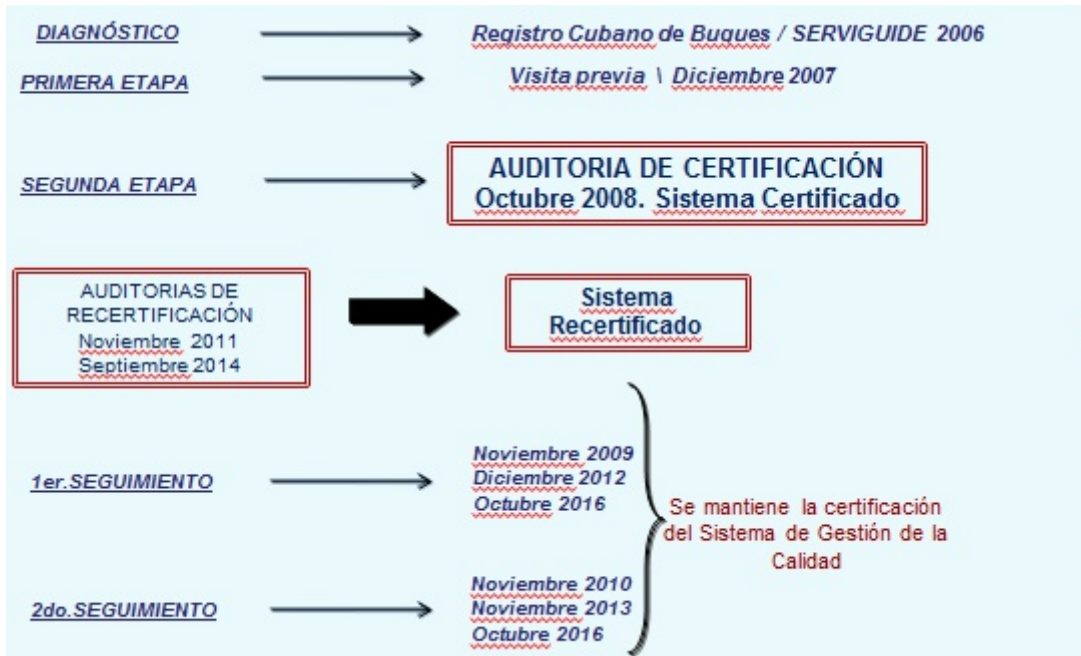 DIAGNÓSTICO
Registro Cubano de Buques / SERVIGUIDE 2006
PRIMERA ETAPA
Visita previa \ Diciembre 2007
SEGUNDA ETAPA
AUDITORIA DE CERTIFICACIÓN
Octubre 2008. Sistema Certificado
AUDITORIAS DE
RECERTIFICACIÓN
Noviembre 2011
Septiembre 2014
Sistema
Recertificado
1er.SEGUIMIENTO
Noviembre 2009
Diciembre 2012
Octubre 2016
2do.SEGUIMIENTO
Noviembre 2010
Noviembre 2013
Octubre 2016
Se mantiene la certificación
del Sistema de Gestión de la
Calidad